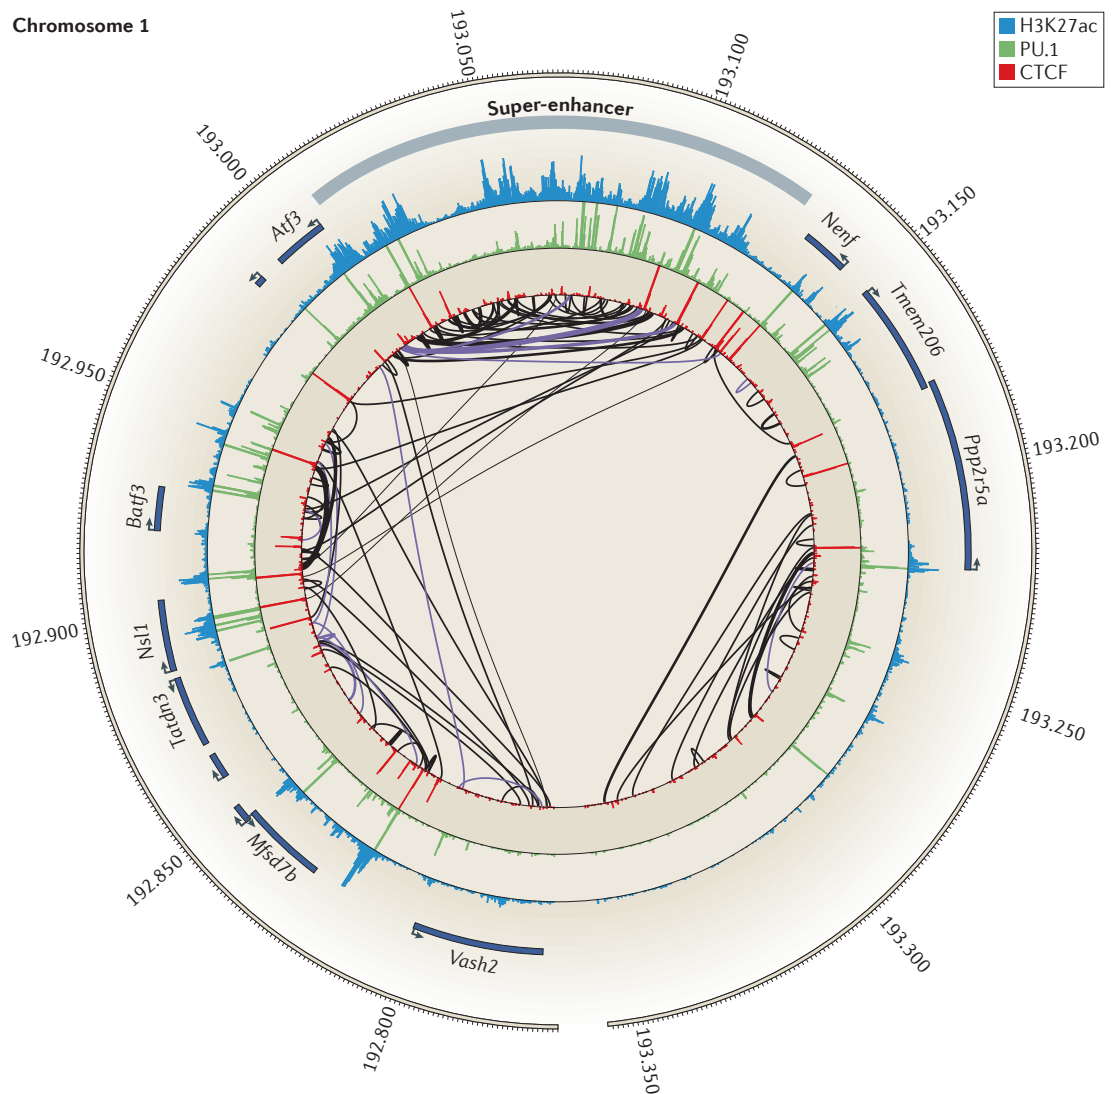 Chromosome 1
H3K27ac
PU.1
CTCF
193.050
193.100
Super-enhancer
193.000
193.150
Atf3
Nenf
Tmem206
192.950
193.200
Ppp2r5a
Batf3
192.900
Nsl1
Tatdn3
193.250
192.850
Mfsd7b
193.300
Vash2
192.800
193.350